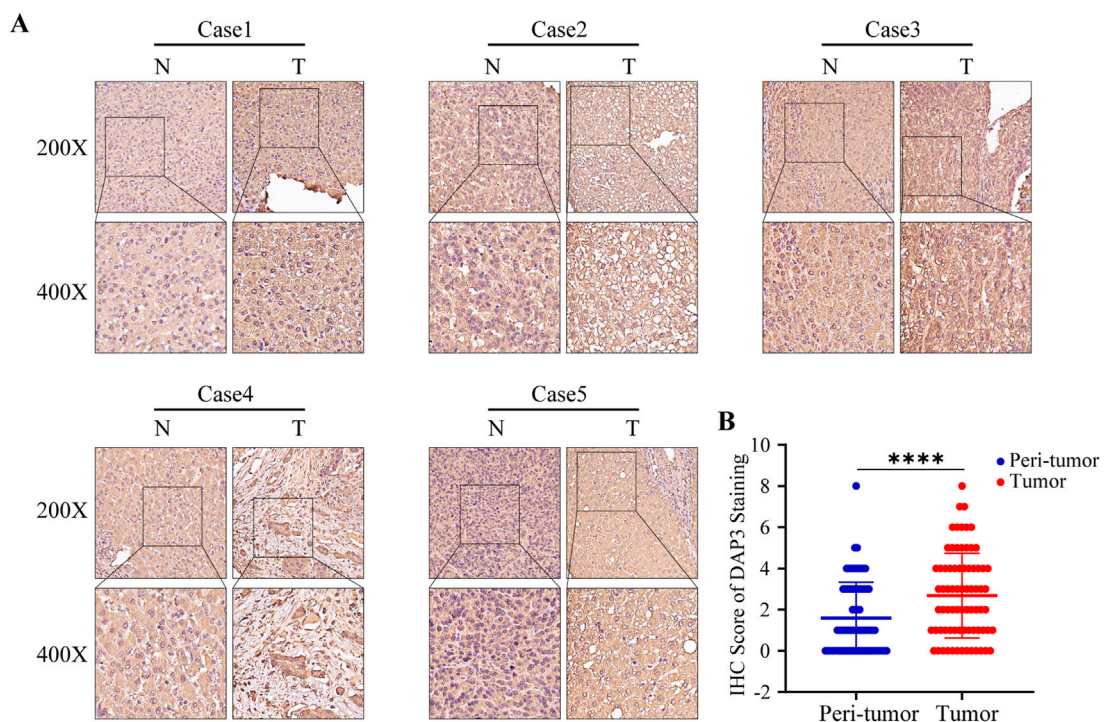 A
Case1
Case2
Case3
N T
N T
N T
200X
400X
Case4
Case5
N T
N T
200X
400X
B
IHC Score of DAP3 Staining
10
8
6
4
2
0
-2
****
Peri-tumor
Tumor
Peri-tumor Tumor